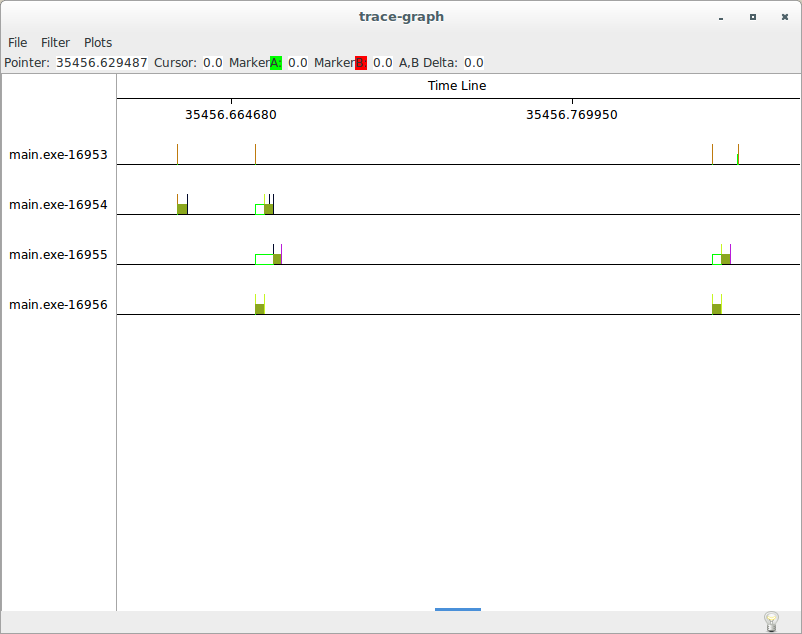 trace-graph
File Filter Plots
Pointer: 35456.629487 Cursor: 0.0 MarkerA: 0.0 MarkerB: 0.0 A,B Delta: 0.0
Time Line
35456.664680 35456.769950
main.exe-16953
main.exe-16954
main.exe-16955
main.exe-16956